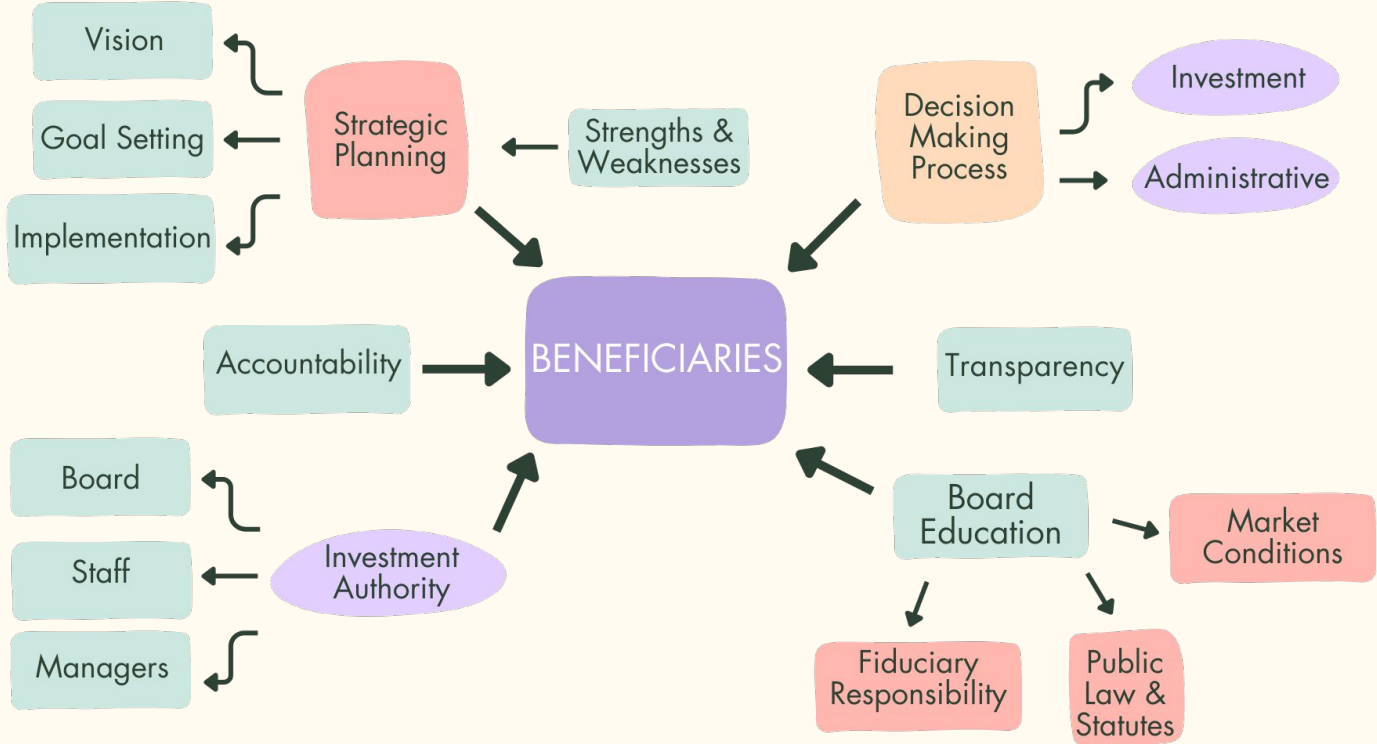 Vision
Goal Setting
Implementation
Strategic
Planning
Strengths &
Weaknesses
Decision
Making
Process
Investment
Administrative
Accountability
BENEFICIARIES
Transparency
Board
Staff
Managers
Investment
Authority
Board
Education
Market
Conditions
Fiduciary
Responsibility
Public
Law &
Statutes